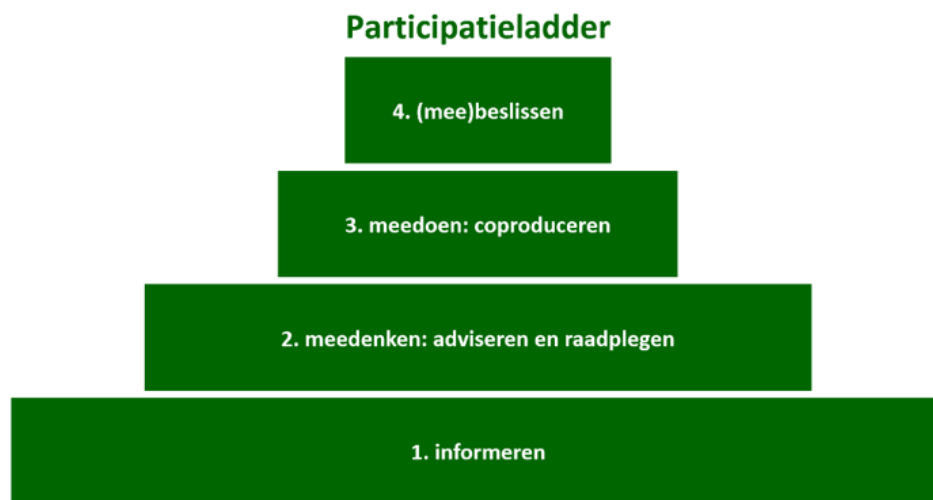 Participatieladder
4. (mee)beslissen
3. meedoen: coproduceren
2. meedenken: adviseren en raadplegen
1. informeren